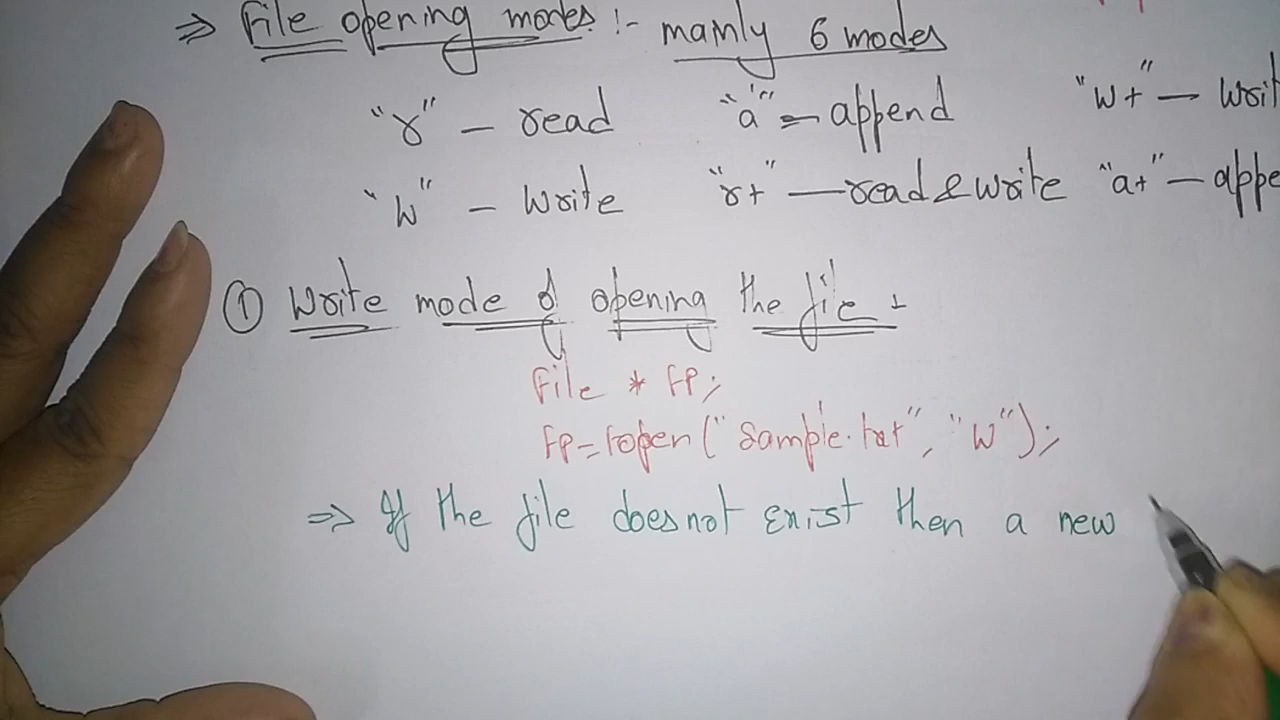 ⇒ File opening modes :- mainly 6 modes
"r" - read "a" - append "w+" - writ
"w" - write "r+" - read & write "a+" - appe
① Write mode of opening the file :-
File * FP;
FP=fopen("Sample.txt", "w");
⇒ If the file does not exist then a new